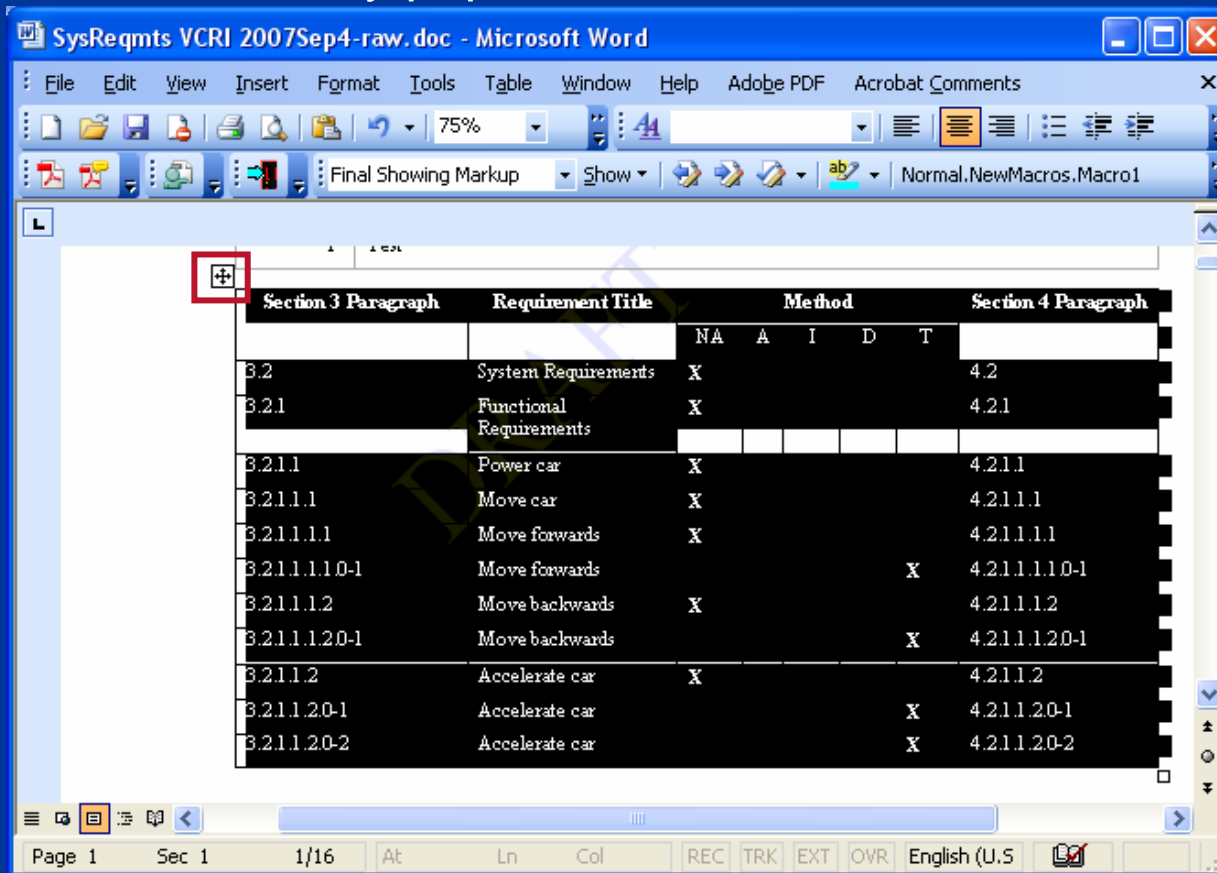 SysReqmts VCRI 2007Sep4-raw.doc - Microsoft Word
File Edit View Insert Format Tools Table Window Help Adobe PDF Acrobat Comments
75%
Final Showing Markup Show Normal.NewMacros.Macro1
1 Test
Section 3 Paragraph Requirement Title Method Section 4 Paragraph
NA A I D T
3.2 System Requirements X 4.2
3.2.1 Functional X 4.2.1
Requirements
3.2.1.1 Power car X 4.2.1.1
3.2.1.1.1 Move car X 4.2.1.1.1
3.2.1.1.1.1 Move forwards X 4.2.1.1.1.1
3.2.1.1.1.1.0-1 Move forwards X 4.2.1.1.1.1.0-1
3.2.1.1.1.2 Move backwards X 4.2.1.1.1.2
3.2.1.1.1.2.0-1 Move backwards X 4.2.1.1.1.2.0-1
3.2.1.1.2 Accelerate car X 4.2.1.1.2
3.2.1.1.2.0-1 Accelerate car X 4.2.1.1.2.0-1
3.2.1.1.2.0-2 Accelerate car X 4.2.1.1.2.0-2
DRAFT
Page 1 Sec 1 1/16 At Ln Col REC TRK EXT OVR English (U.S